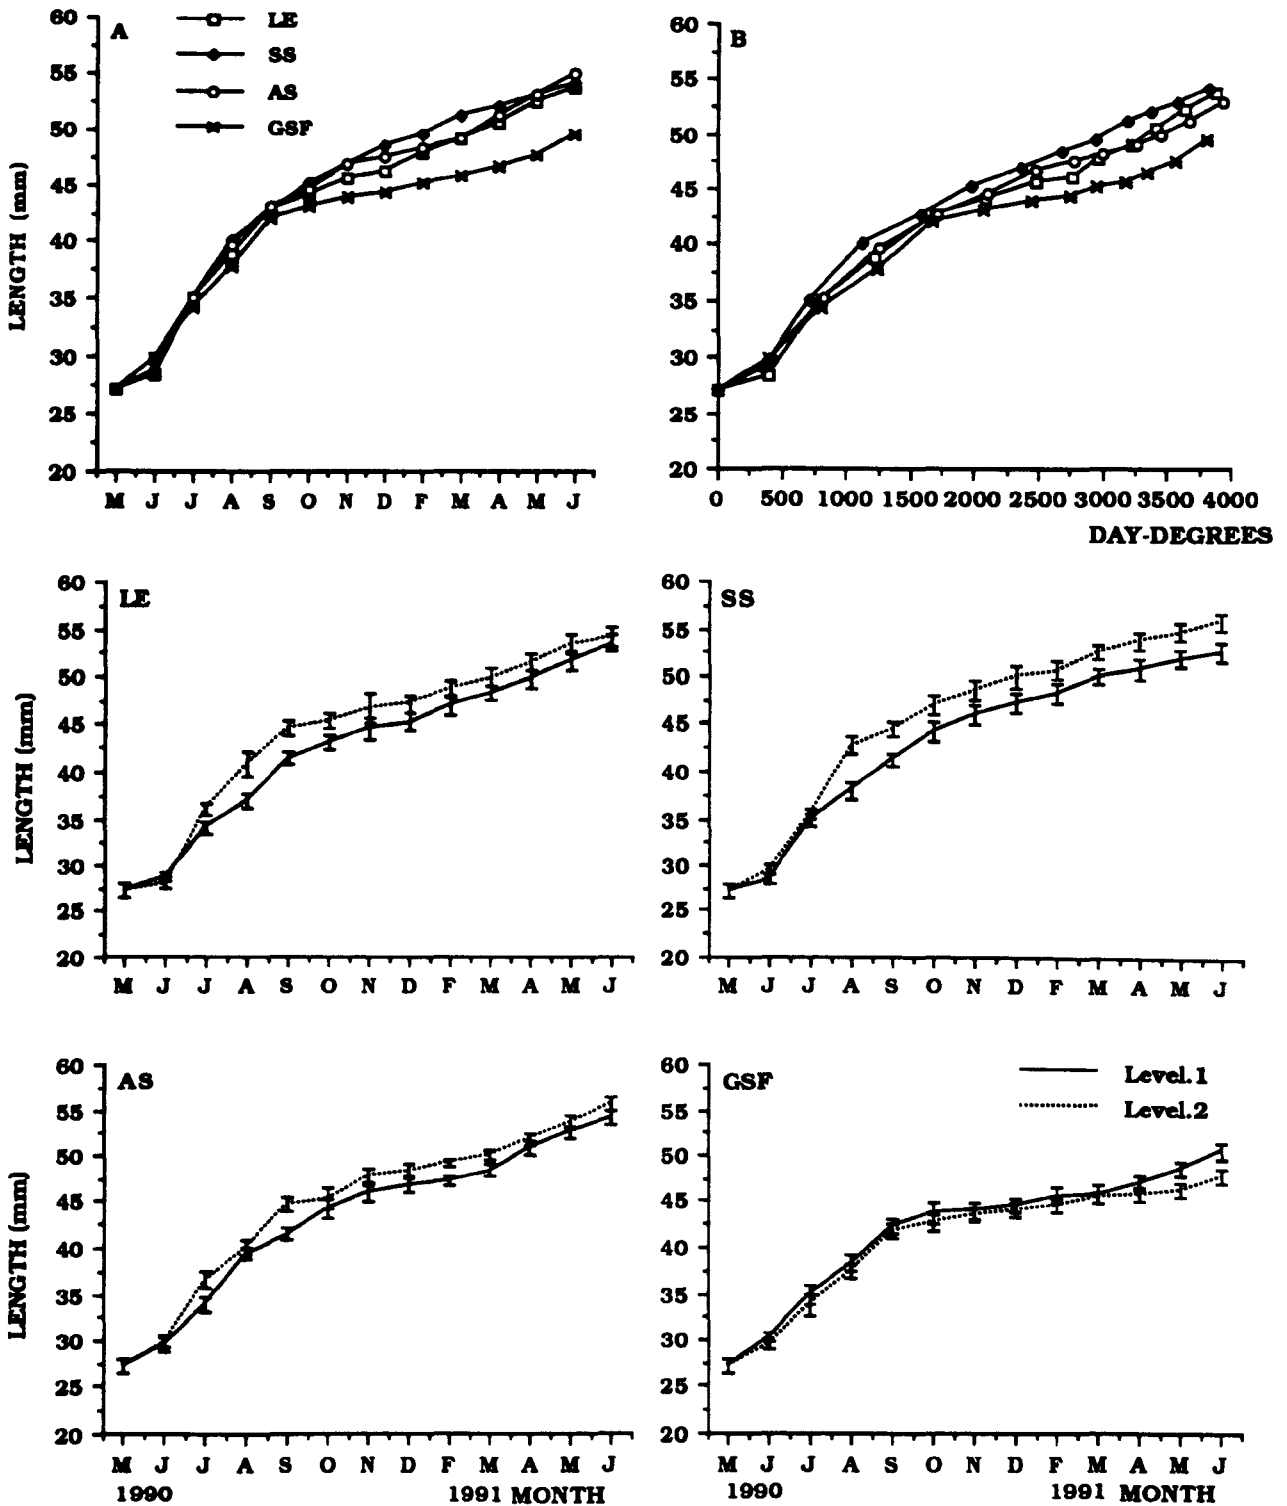 A
LE
SS
AS
GSF
60
55
50
45
40
35
30
25
20
LENGTH (mm)
M J J A S O N D F M A M J
B
60
55
50
45
40
35
30
25
20
0 500 1000 1500 2000 2500 3000 3500 4000
DAY-DEGREES
LE
60
55
50
45
40
35
30
25
20
LENGTH (mm)
M J J A S O N D F M A M J
SS
60
55
50
45
40
35
30
25
20
M J J A S O N D F M A M J
AS
60
55
50
45
40
35
30
25
20
LENGTH (mm)
M J J A S O N D F M A M J
1990 1991 MONTH
GSF
Level.1
Level.2
60
55
50
45
40
35
30
25
20
M J J A S O N D F M A M J
1990 1991 MONTH